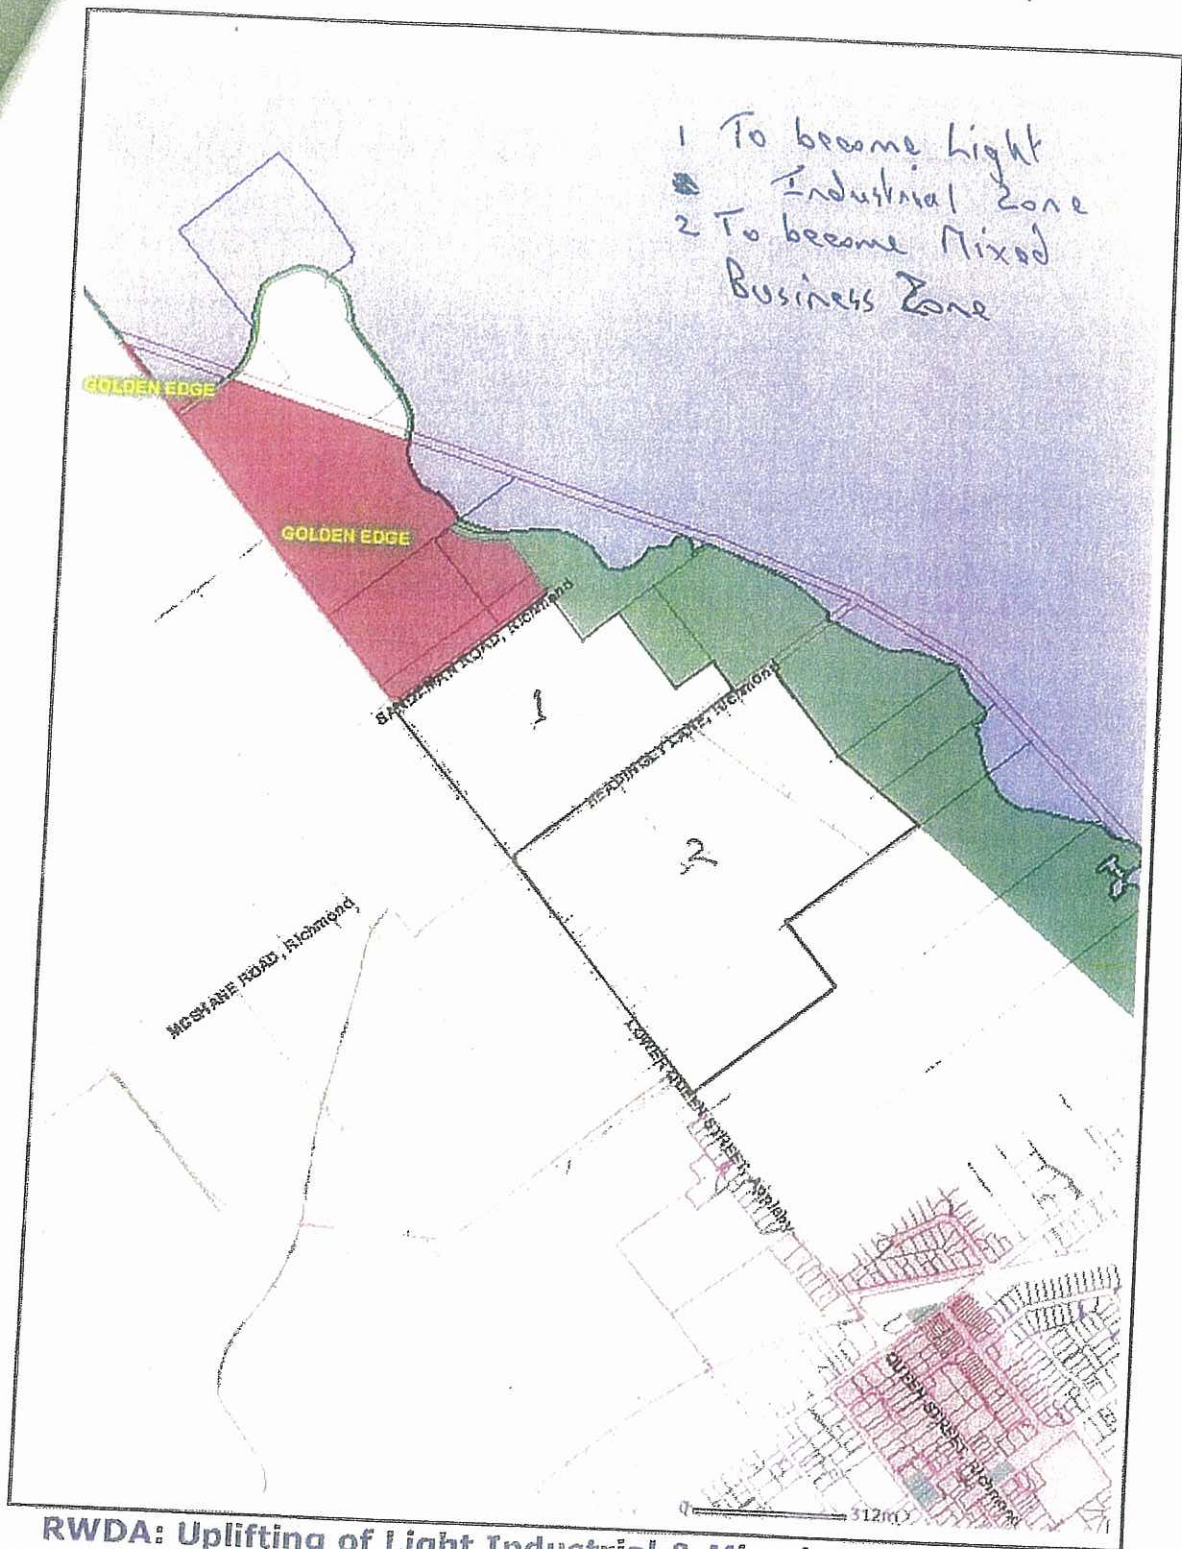 1 To become Light
Industrial Zone
2 To become Mixed
Business Zone
GOLDEN EDGE
GOLDEN EDGE
SANDEMAN ROAD, Richmond
1
HEADINGLEY LANE, Richmond
2
MCSHANE ROAD, Richmond
LOWER QUEEN STREET, Appleby
QUEEN STREET, Richmond
312m
RWDA: Uplifting of Light Industrial &